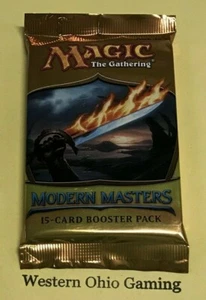 Magic
The Gathering
Modern Masters
15-Card Booster Pack
Western Ohio Gaming